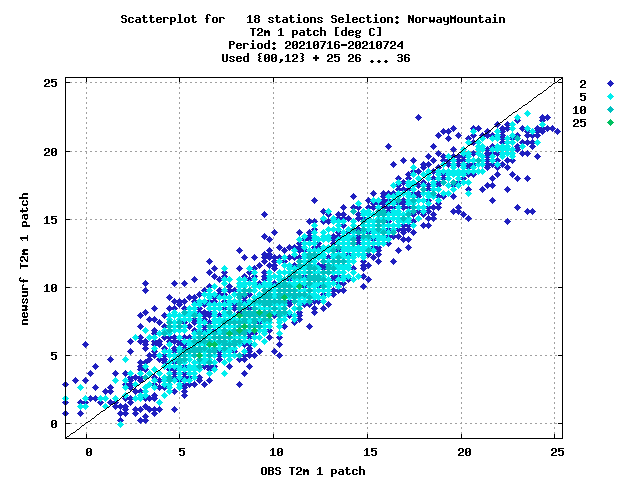 Scatterplot for   18 stations Selection: NorwayMountain
T2m 1 patch [deg C]
Period: 20210716-20210724
Used {00,12} + 25 26 ... 36
25
20
15
10
5
0
newsurf T2m 1 patch
0 5 10 15 20 25
OBS T2m 1 patch
2
5
10
25